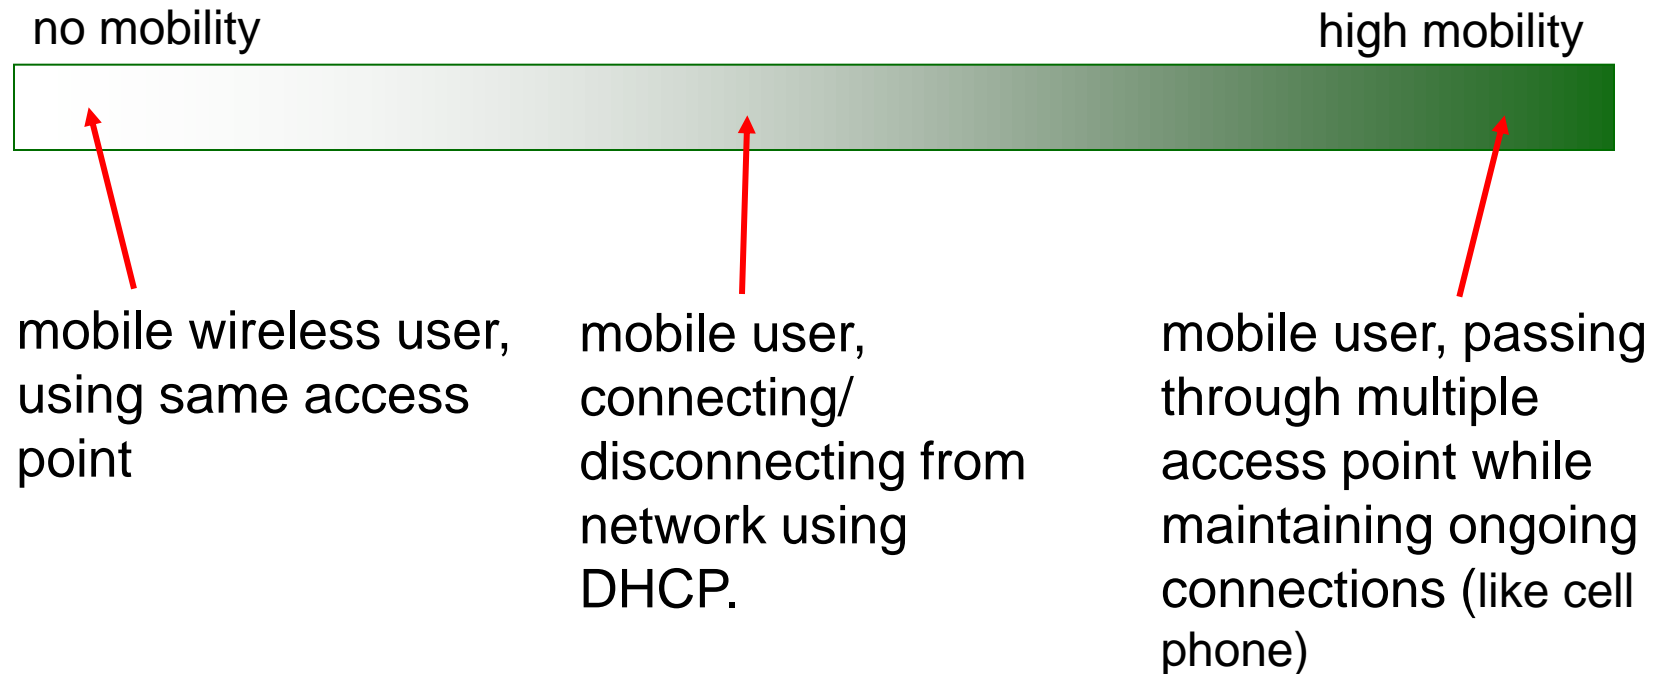 no mobility
high mobility
mobile wireless user,
using same access
point
mobile user,
connecting/
disconnecting from
network using
DHCP.
mobile user, passing
through multiple
access point while
maintaining ongoing
connections (like cell
phone)